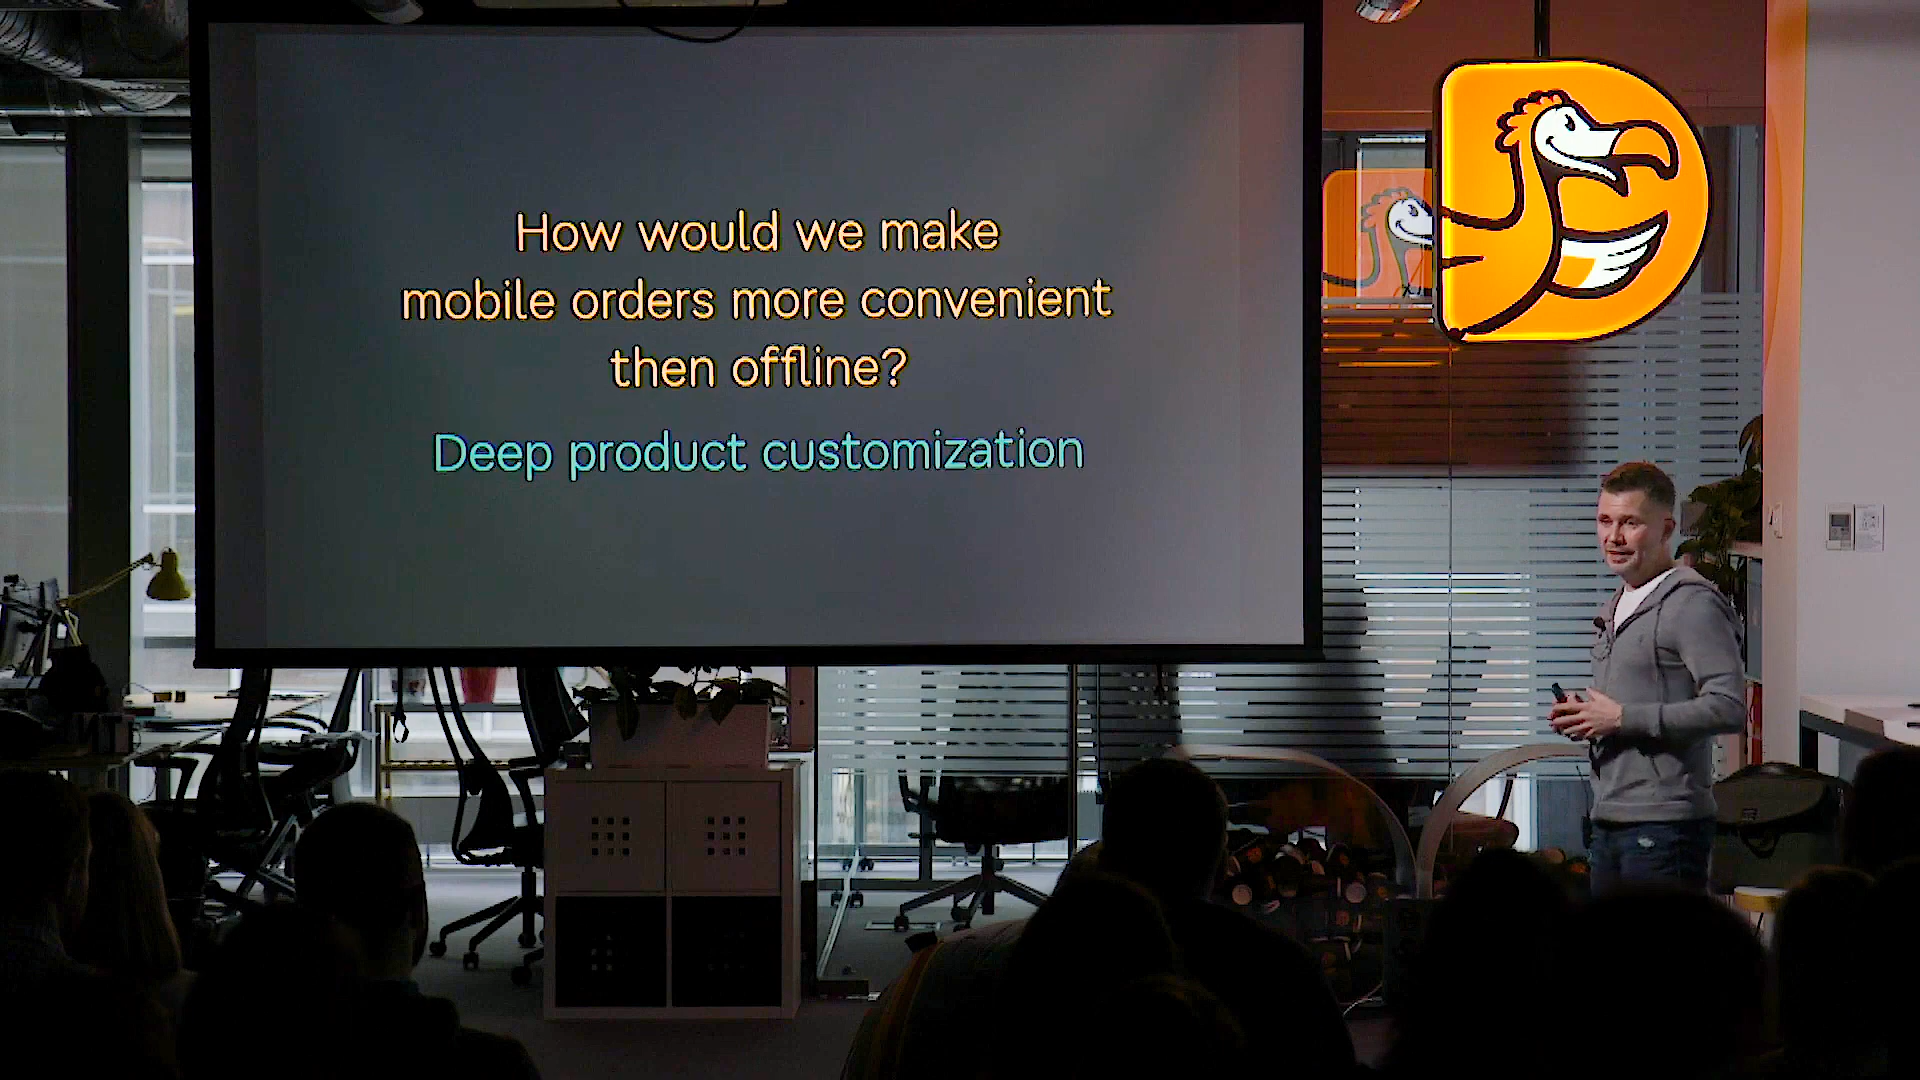 How would we make
mobile orders more convenient
then offline?
Deep product customization